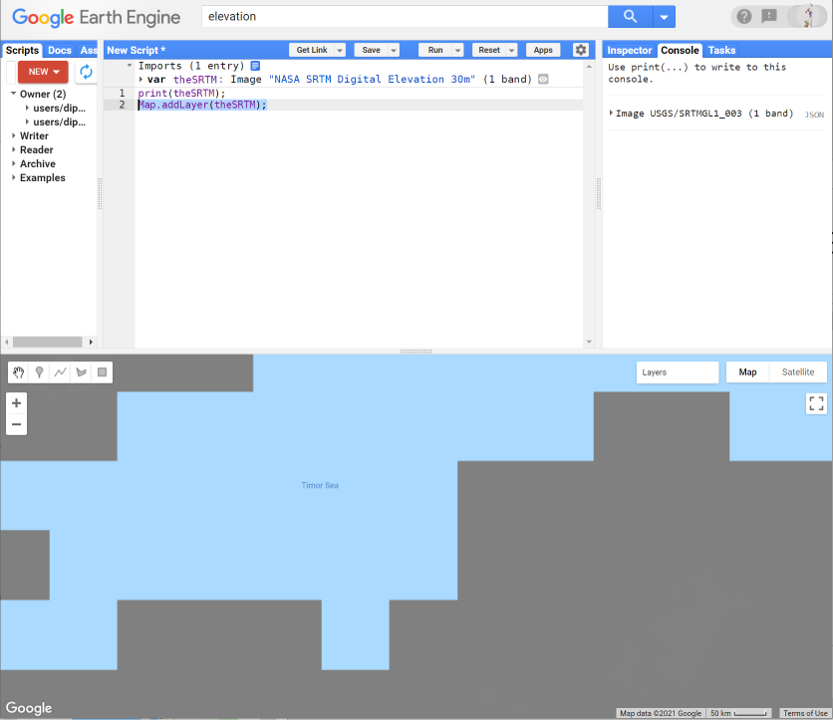 Google Earth Engine
elevation
Scripts Docs Ass
New Script *
Get Link Save Run Reset Apps
Inspector Console Tasks
NEW
Owner (2)
users/dip...
users/dip...
Writer
Reader
Archive
Examples
Imports (1 entry)
var theSRTM: Image "NASA SRTM Digital Elevation 30m" (1 band)
1 print(theSRTM);
2 Map.addLayer(theSRTM);
Use print(...) to write to this
console.
Image USGS/SRTMGL1_003 (1 band) JSON
Layers
Map Satellite
Timor Sea
Google
Map data ©2021 Google 50 km Terms of Use